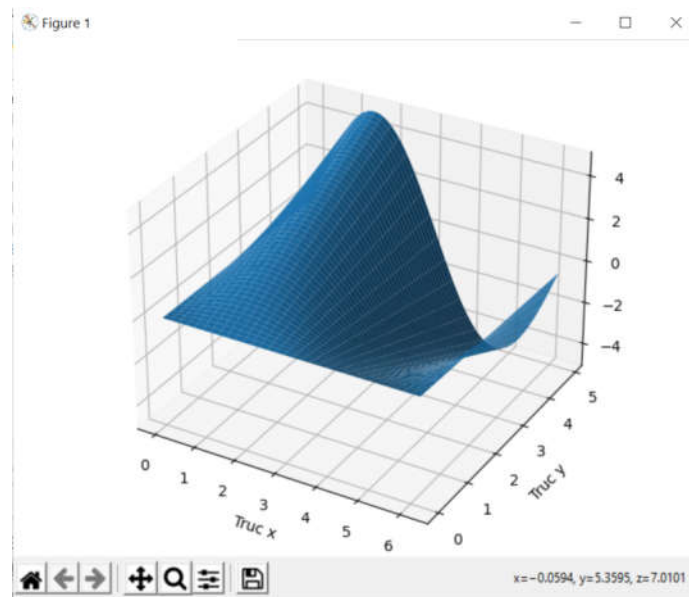 Figure 1
4
2
0
−2
−4
0 1 2 3 4 5 6
Truc x
0 1 2 3 4 5
Truc y
x=−0.0594, y=5.3595, z=7.0101